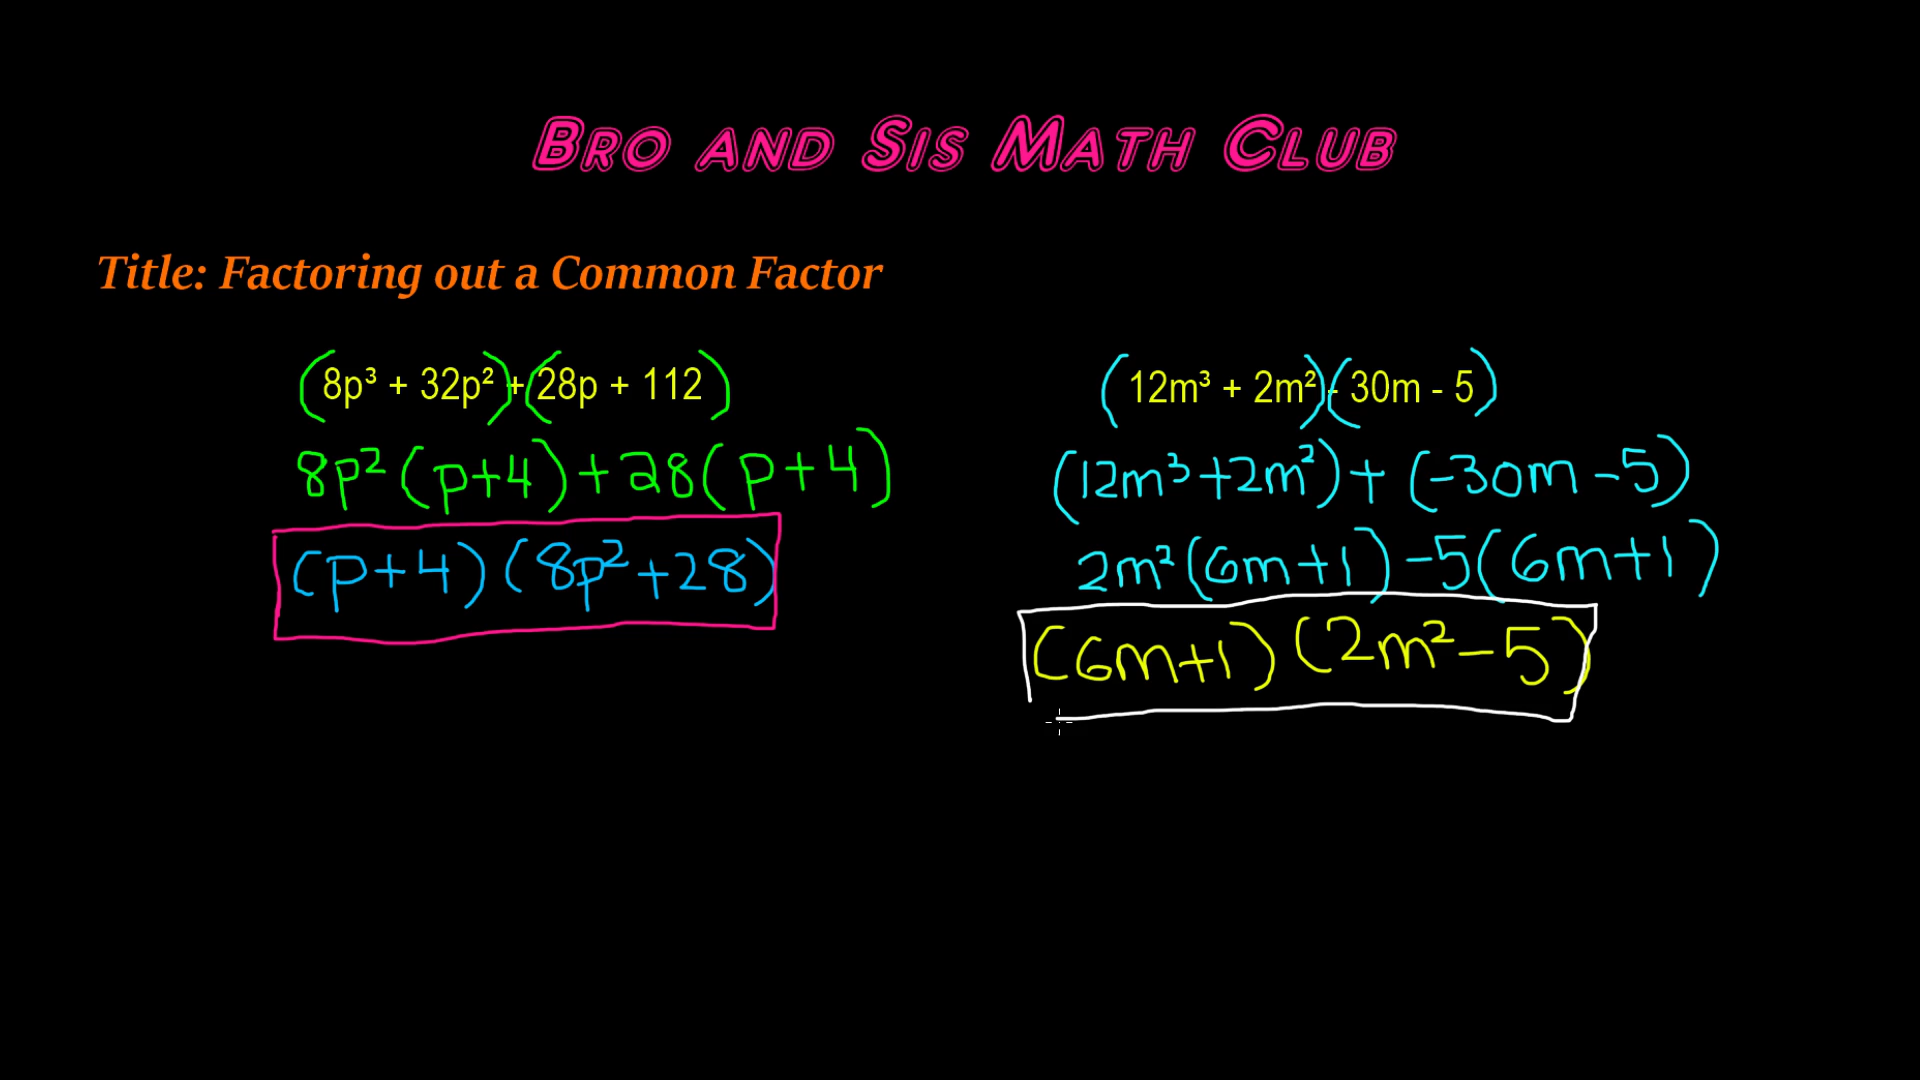 BRO AND SIS MATH CLUB
Title: Factoring out a Common Factor
(8p³ + 32p²) + (28p + 112)
8p²(p+4)+28(p+4)
(p+4)(8p²+28)
(12m³ + 2m²) - (30m - 5)
(12m³+2m²)+(-30m-5)
2m²(6m+1)-5(6m+1)
(6m+1)(2m²-5)